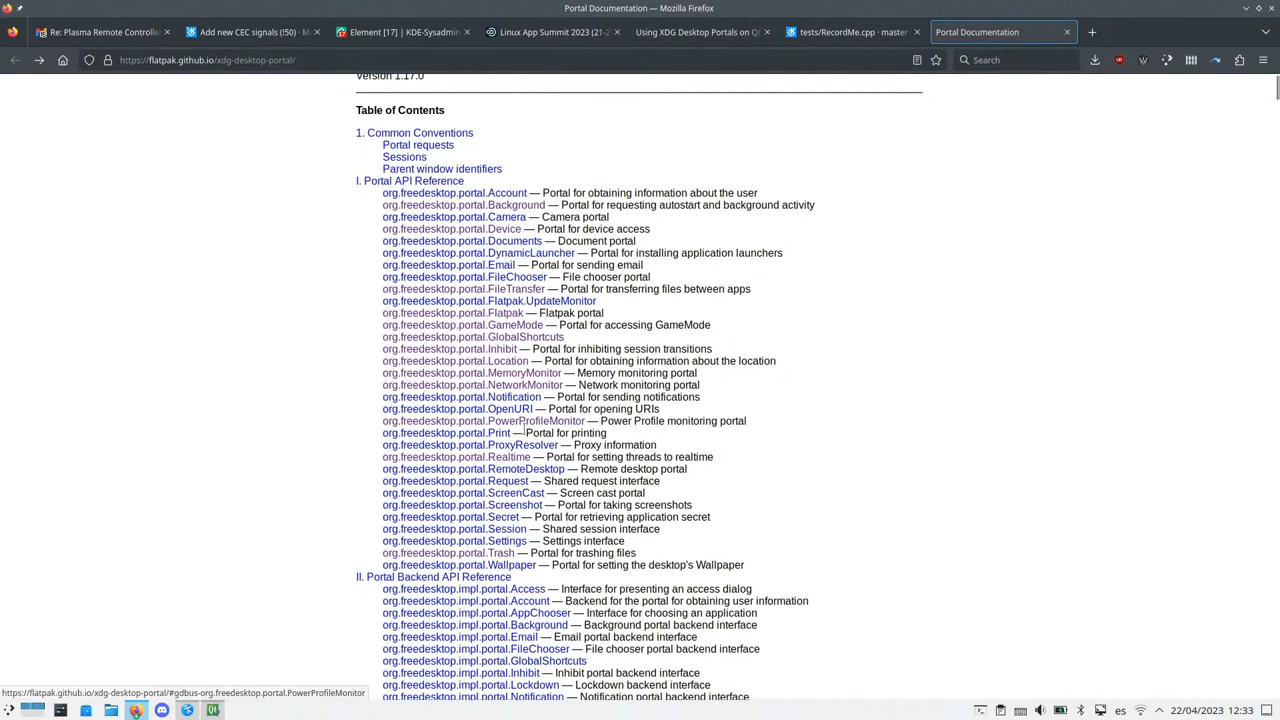 Portal Documentation — Mozilla Firefox
Re: Plasma Remote Controlle
Add new CEC signals (!50) · M
Element [17] | KDE-Sysadmin
Linux App Summit 2023 (21-2
Using XDG Desktop Portals on Qt
tests/RecordMe.cpp · master
Portal Documentation
https://flatpak.github.io/xdg-desktop-portal/
Search
Version 1.17.0
Table of Contents
1. Common Conventions
Portal requests
Sessions
Parent window identifiers
I. Portal API Reference
org.freedesktop.portal.Account — Portal for obtaining information about the user
org.freedesktop.portal.Background — Portal for requesting autostart and background activity
org.freedesktop.portal.Camera — Camera portal
org.freedesktop.portal.Device — Portal for device access
org.freedesktop.portal.Documents — Document portal
org.freedesktop.portal.DynamicLauncher — Portal for installing application launchers
org.freedesktop.portal.Email — Portal for sending email
org.freedesktop.portal.FileChooser — File chooser portal
org.freedesktop.portal.FileTransfer — Portal for transferring files between apps
org.freedesktop.portal.Flatpak.UpdateMonitor
org.freedesktop.portal.Flatpak — Flatpak portal
org.freedesktop.portal.GameMode — Portal for accessing GameMode
org.freedesktop.portal.GlobalShortcuts
org.freedesktop.portal.Inhibit — Portal for inhibiting session transitions
org.freedesktop.portal.Location — Portal for obtaining information about the location
org.freedesktop.portal.MemoryMonitor — Memory monitoring portal
org.freedesktop.portal.NetworkMonitor — Network monitoring portal
org.freedesktop.portal.Notification — Portal for sending notifications
org.freedesktop.portal.OpenURI — Portal for opening URIs
org.freedesktop.portal.PowerProfileMonitor — Power Profile monitoring portal
org.freedesktop.portal.Print — Portal for printing
org.freedesktop.portal.ProxyResolver — Proxy information
org.freedesktop.portal.Realtime — Portal for setting threads to realtime
org.freedesktop.portal.RemoteDesktop — Remote desktop portal
org.freedesktop.portal.Request — Shared request interface
org.freedesktop.portal.ScreenCast — Screen cast portal
org.freedesktop.portal.Screenshot — Portal for taking screenshots
org.freedesktop.portal.Secret — Portal for retrieving application secret
org.freedesktop.portal.Session — Shared session interface
org.freedesktop.portal.Settings — Settings interface
org.freedesktop.portal.Trash — Portal for trashing files
org.freedesktop.portal.Wallpaper — Portal for setting the desktop's Wallpaper
II. Portal Backend API Reference
org.freedesktop.impl.portal.Access — Interface for presenting an access dialog
org.freedesktop.impl.portal.Account — Backend for the portal for obtaining user information
org.freedesktop.impl.portal.AppChooser — Interface for choosing an application
org.freedesktop.impl.portal.Background — Background portal backend interface
org.freedesktop.impl.portal.Email — Email portal backend interface
org.freedesktop.impl.portal.FileChooser — File chooser portal backend interface
org.freedesktop.impl.portal.GlobalShortcuts
org.freedesktop.impl.portal.Inhibit — Inhibit portal backend interface
org.freedesktop.impl.portal.Lockdown — Lockdown backend interface
org.freedesktop.impl.portal.Notification — Notification portal backend interface
https://flatpak.github.io/xdg-desktop-portal/#gdbus-org.freedesktop.portal.PowerProfileMonitor
es
22/04/2023 12:33